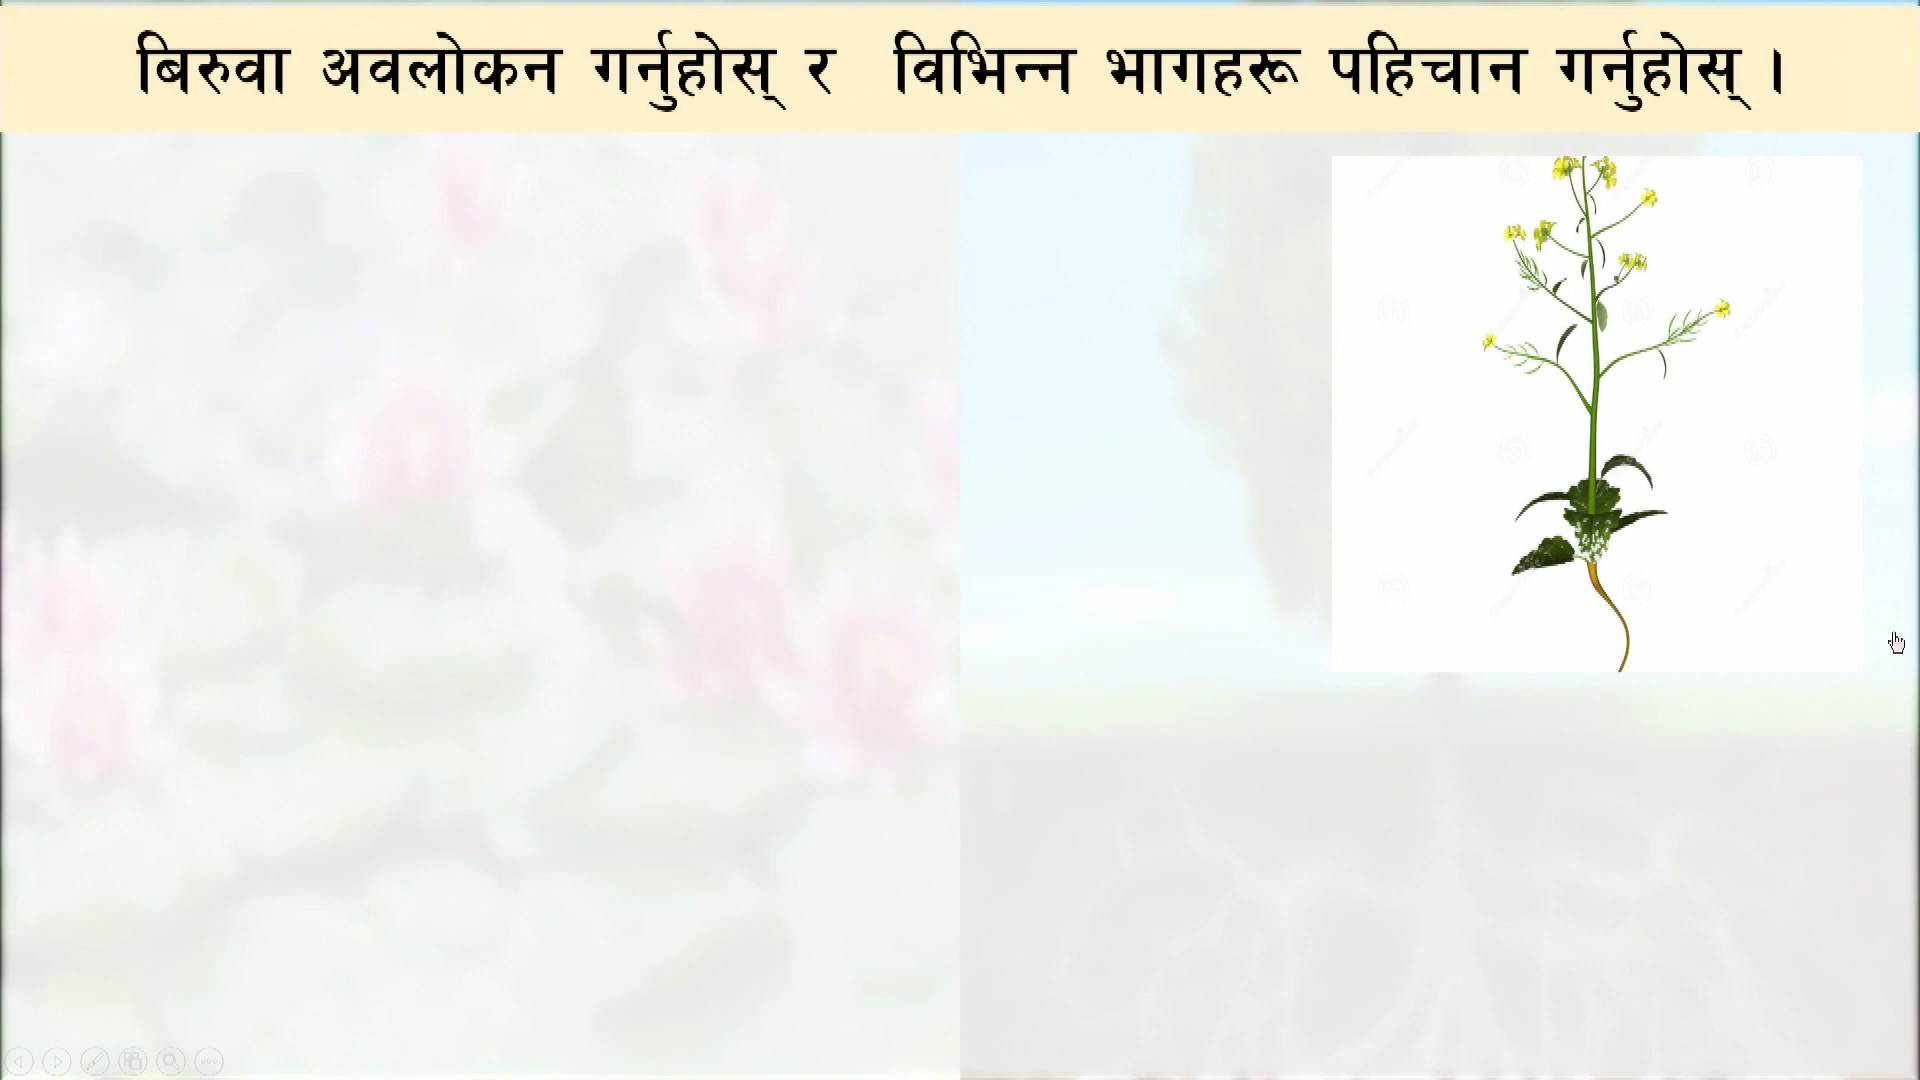 बिरुवा अवलोकन गर्नुहोस् र विभिन्न भागहरू पहिचान गर्नुहोस् ।